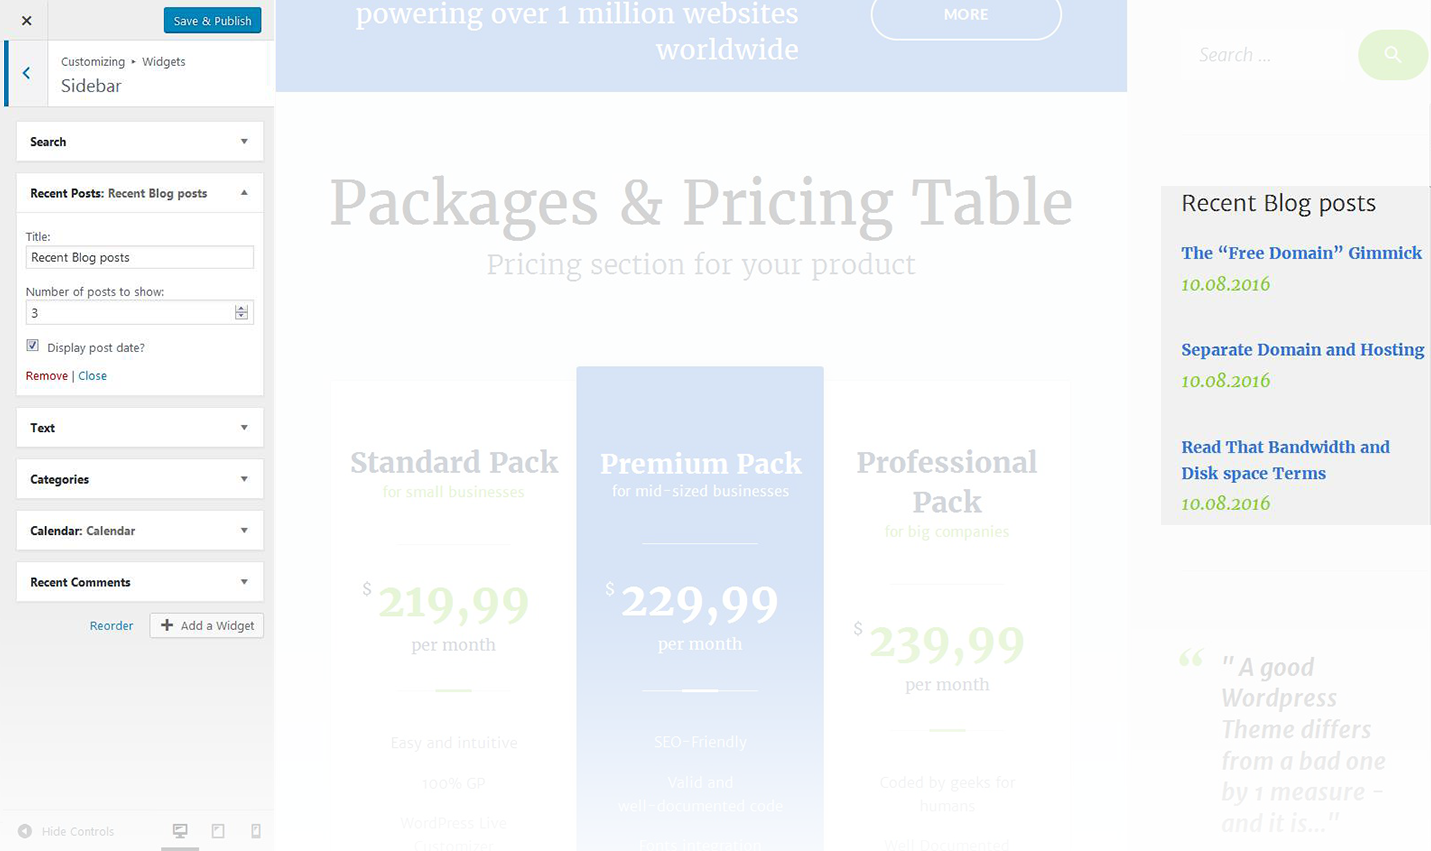 Save & Publish
Customizing ▸ Widgets
Sidebar
Search
Recent Posts: Recent Blog posts
Title:
Recent Blog posts
Number of posts to show:
3
Display post date?
Remove | Close
Text
Categories
Calendar: Calendar
Recent Comments
Reorder
Add a Widget
Hide Controls
powering over 1 million websites
worldwide
MORE
Packages & Pricing Table
Pricing section for your product
Standard Pack
for small businesses
$ 219,99
per month
Easy and intuitive
100% GP
WordPress Live
Customizer
Premium Pack
for mid-sized businesses
$ 229,99
per month
SEO-Friendly
Valid and
well-documented code
Fonts Integration
Professional
Pack
for big companies
$ 239,99
per month
Coded by geeks for
humans
Well Documented
Search ...
Recent Blog posts
The “Free Domain” Gimmick
10.08.2016
Separate Domain and Hosting
10.08.2016
Read That Bandwidth and
Disk space Terms
10.08.2016
“ " A good
Wordpress
Theme differs
from a bad one
by 1 measure -
and it is..."